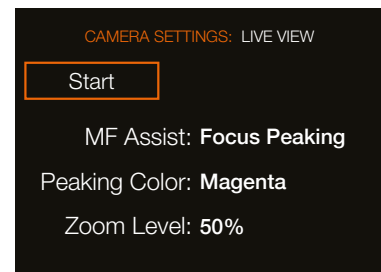 CAMERA SETTINGS: LIVE VIEW
Start
MF Assist: Focus Peaking
Peaking Color: Magenta
Zoom Level: 50%